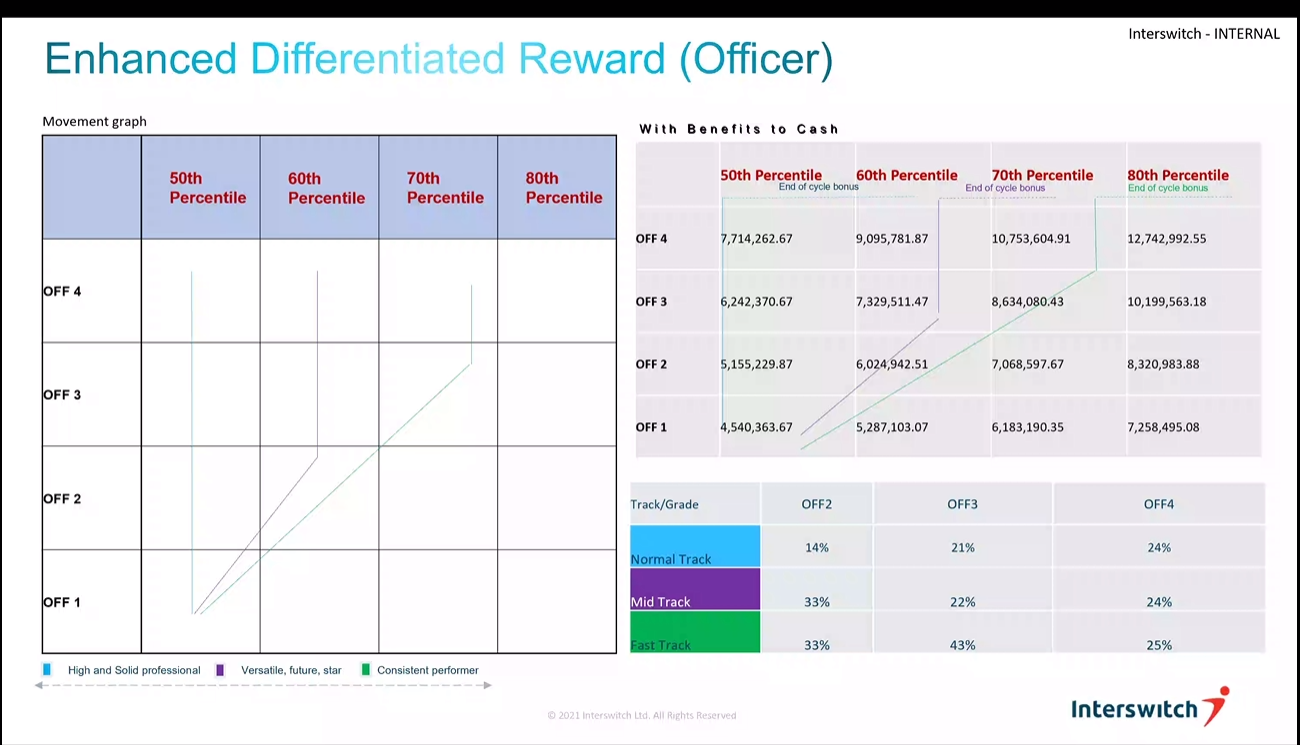 Interswitch - INTERNAL
Enhanced Differentiated Reward (Officer)
Movement graph
50th Percentile
60th Percentile
70th Percentile
80th Percentile
OFF 4
OFF 3
OFF 2
OFF 1
High and Solid professional
Versatile, future, star
Consistent performer
With Benefits to Cash
50th Percentile 60th Percentile 70th Percentile 80th Percentile
End of cycle bonus End of cycle bonus End of cycle bonus
OFF 4 7,714,262.67 9,095,781.87 10,753,604.91 12,742,992.55
OFF 3 6,242,370.67 7,329,511.47 8,634,080.43 10,199,563.18
OFF 2 5,155,229.87 6,024,942.51 7,068,597.67 8,320,983.88
OFF 1 4,540,363.67 5,287,103.07 6,183,190.35 7,258,495.08
Track/Grade OFF2 OFF3 OFF4
Normal Track 14% 21% 24%
Mid Track 33% 22% 24%
Fast Track 33% 43% 25%
© 2021 Interswitch Ltd. All Rights Reserved
Interswitch